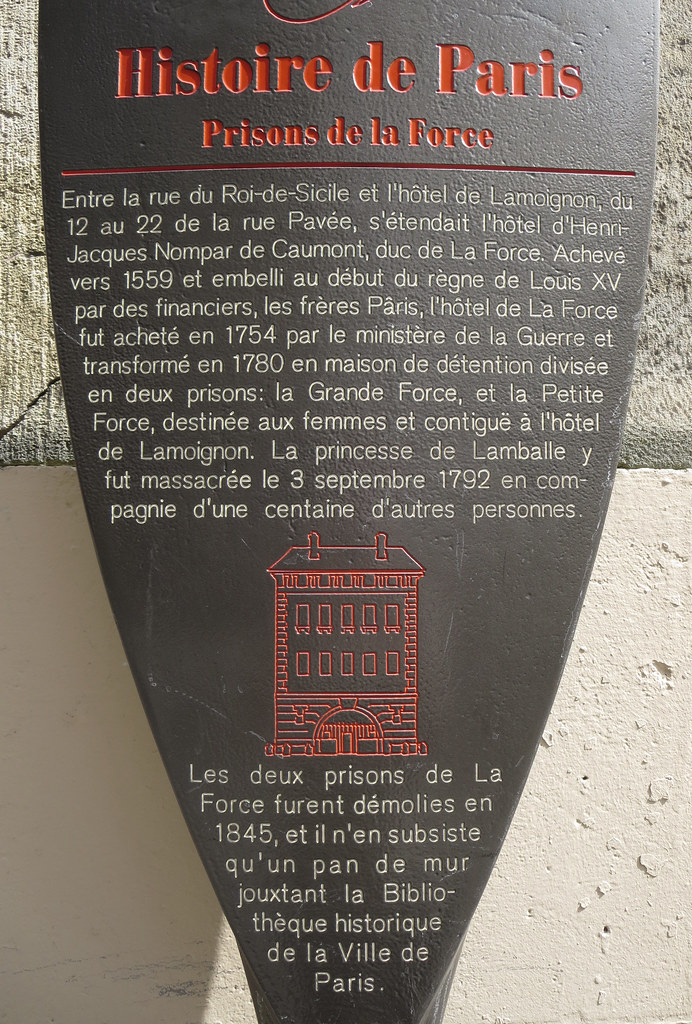 Histoire de Paris
Prisons de la Force
Entre la rue du Roi-de-Sicile et l'hôtel de Lamoignon, du
12 au 22 de la rue Pavée, s'étendait l'hôtel d'Henri-
Jacques Nompar de Caumont, duc de La Force. Achevé
vers 1559 et embelli au début du règne de Louis XV
par des financiers, les frères Pâris, l'hôtel de La Force
fut acheté en 1754 par le ministère de la Guerre et
transformé en 1780 en maison de détention divisée
en deux prisons: la Grande Force, et la Petite
Force, destinée aux femmes et contiguë à l'hôtel
de Lamoignon. La princesse de Lamballe y
fut massacrée le 3 septembre 1792 en com-
pagnie d'une centaine d'autres personnes.
Les deux prisons de La
Force furent démolies en
1845, et il n'en subsiste
qu'un pan de mur
jouxtant la Biblio-
thèque historique
de la Ville de
Paris.